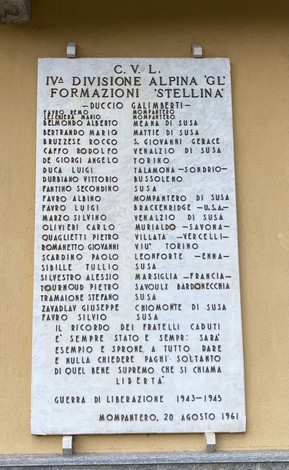 C. V. L.
IVª DIVISIONE ALPINA "GL"
FORMAZIONI "STELLINA"
—DUCCIO GALIMBERTI—
FAVRO REMO MOMPANTERO
LESCHIERA MARIO MOMPANTERO
BELMONDO ALBERTO MEANA DI SUSA
BERTRANDO MARIO MATTIE DI SUSA
BRUZZESE ROCCO S. GIOVANNI GERACE
CAFFO RODOLFO VENALZIO DI SUSA
DE GIORGI ANGELO TORINO
DUCA LUIGI TALAMONA -SONDRIO-
DURBIANO VITTORIO BUSSOLENO
FANTINO SECONDINO SUSA
FAVRO ALBINO MOMPANTERO DI SUSA
FAVRO LUIGI BRACKENRIDGE -U.S.A.-
MARZO SILVINO VENALZIO DI SUSA
OLIVIERI CARLO MURIALDO -SAVONA-
QUAGLIETTI PIETRO VILLATA -VERCELLI-
ROMANETTO GIOVANNI VIU' TORINO
SCARDINO PAOLO LEONFORTE -ENNA-
SIBILLE TULLIO SUSA
SILVESTRO ALESSIO MARSIGLIA -FRANCIA-
TOURNOUD PIETRO SAVOULX BARDONECCHIA
TRAMAIONE STEFANO SUSA
ZAVADLAV GIUSEPPE CHIOMONTE DI SUSA
FAVRO SILVIO SUSA
IL RICORDO DEI FRATELLI CADUTI
E' SEMPRE STATO E SEMPRE SARA'
ESEMPIO E SPRONE, A TUTTO DARE
E NULLA CHIEDERE PAGHI SOLTANTO
DI QUEL BENE SUPREMO CHE SI CHIAMA
LIBERTA'
GUERRA DI LIBERAZIONE 1943-1945
MOMPANTERO, 20 AGOSTO 1961